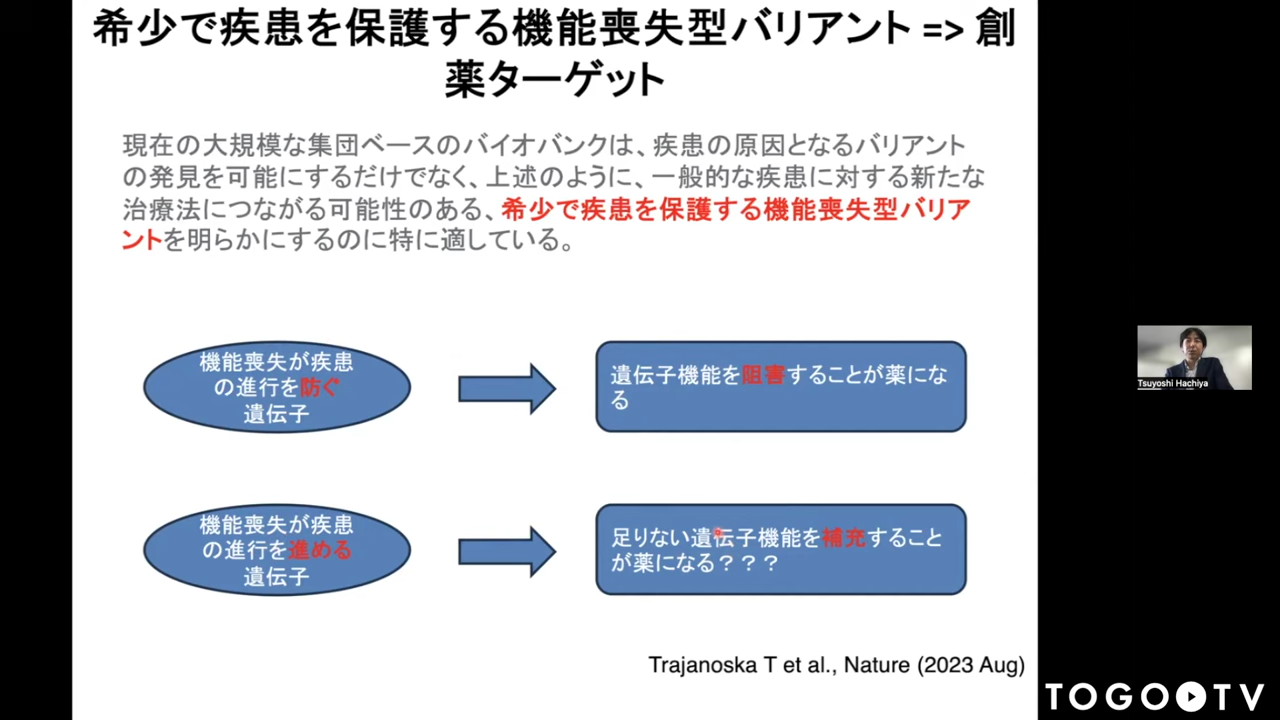 希少で疾患を保護する機能喪失型バリアント => 創
薬ターゲット
現在の大規模な集団ベースのバイオバンクは、疾患の原因となるバリアント
の発見を可能にするだけでなく、上述のように、一般的な疾患に対する新たな
治療法につながる可能性のある、希少で疾患を保護する機能喪失型バリア
ントを明らかにするのに特に適している。
機能喪失が疾患
の進行を防ぐ
遺伝子
遺伝子機能を阻害することが薬にな
る
機能喪失が疾患
の進行を進める
遺伝子
足りない遺伝子機能を補充すること
が薬になる？？？
Trajanoska T et al., Nature (2023 Aug)
Tsuyoshi Hachiya
TOGO TV